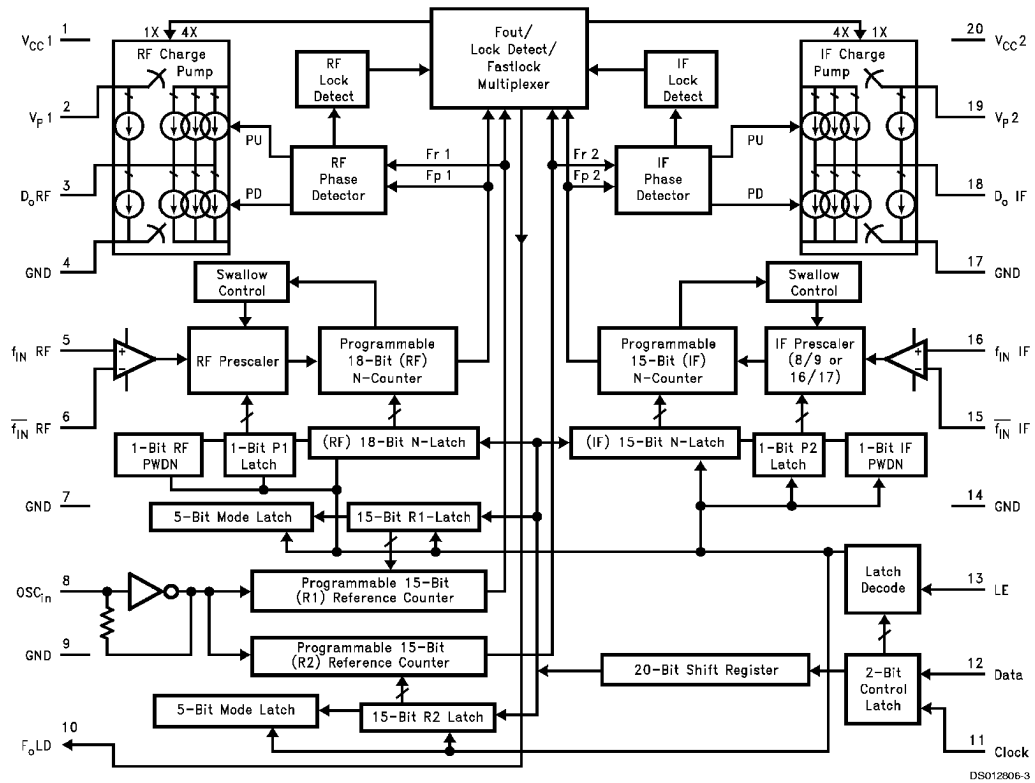 1X 4X
Fout/
Lock Detect/
Fastlock
Multiplexer
4X 1X
V_CC 1
1
20
V_CC 2
RF Charge
Pump
RF
Lock
Detect
IF
Lock
Detect
IF Charge
Pump
V_P 1
2
19
V_P 2
PU
PU
RF
Phase
Detector
Fr 1
Fp 1
Fr 2
Fp 2
IF
Phase
Detector
D_o RF
3
PD
PD
18
D_o IF
GND
4
17
GND
Swallow
Control
Swallow
Control
f_IN RF
5
+
−
RF Prescaler
Programmable
18-Bit (RF)
N-Counter
Programmable
15-Bit (IF)
N-Counter
IF Prescaler
(8/9 or
16/17)
+
−
16
f_IN IF
f̅_IN RF
6
15
f̅_IN IF
1-Bit RF
PWDN
1-Bit P1
Latch
(RF) 18-Bit N-Latch
(IF) 15-Bit N-Latch
1-Bit P2
Latch
1-Bit IF
PWDN
GND
7
14
GND
5-Bit Mode Latch
15-Bit R1-Latch
OSC_in
8
Programmable 15-Bit
(R1) Reference Counter
Latch
Decode
13
LE
GND
9
Programmable 15-Bit
(R2) Reference Counter
20-Bit Shift Register
2-Bit
Control
Latch
12
Data
5-Bit Mode Latch
15-Bit R2 Latch
F_oLD
10
11
Clock
DS012806-3